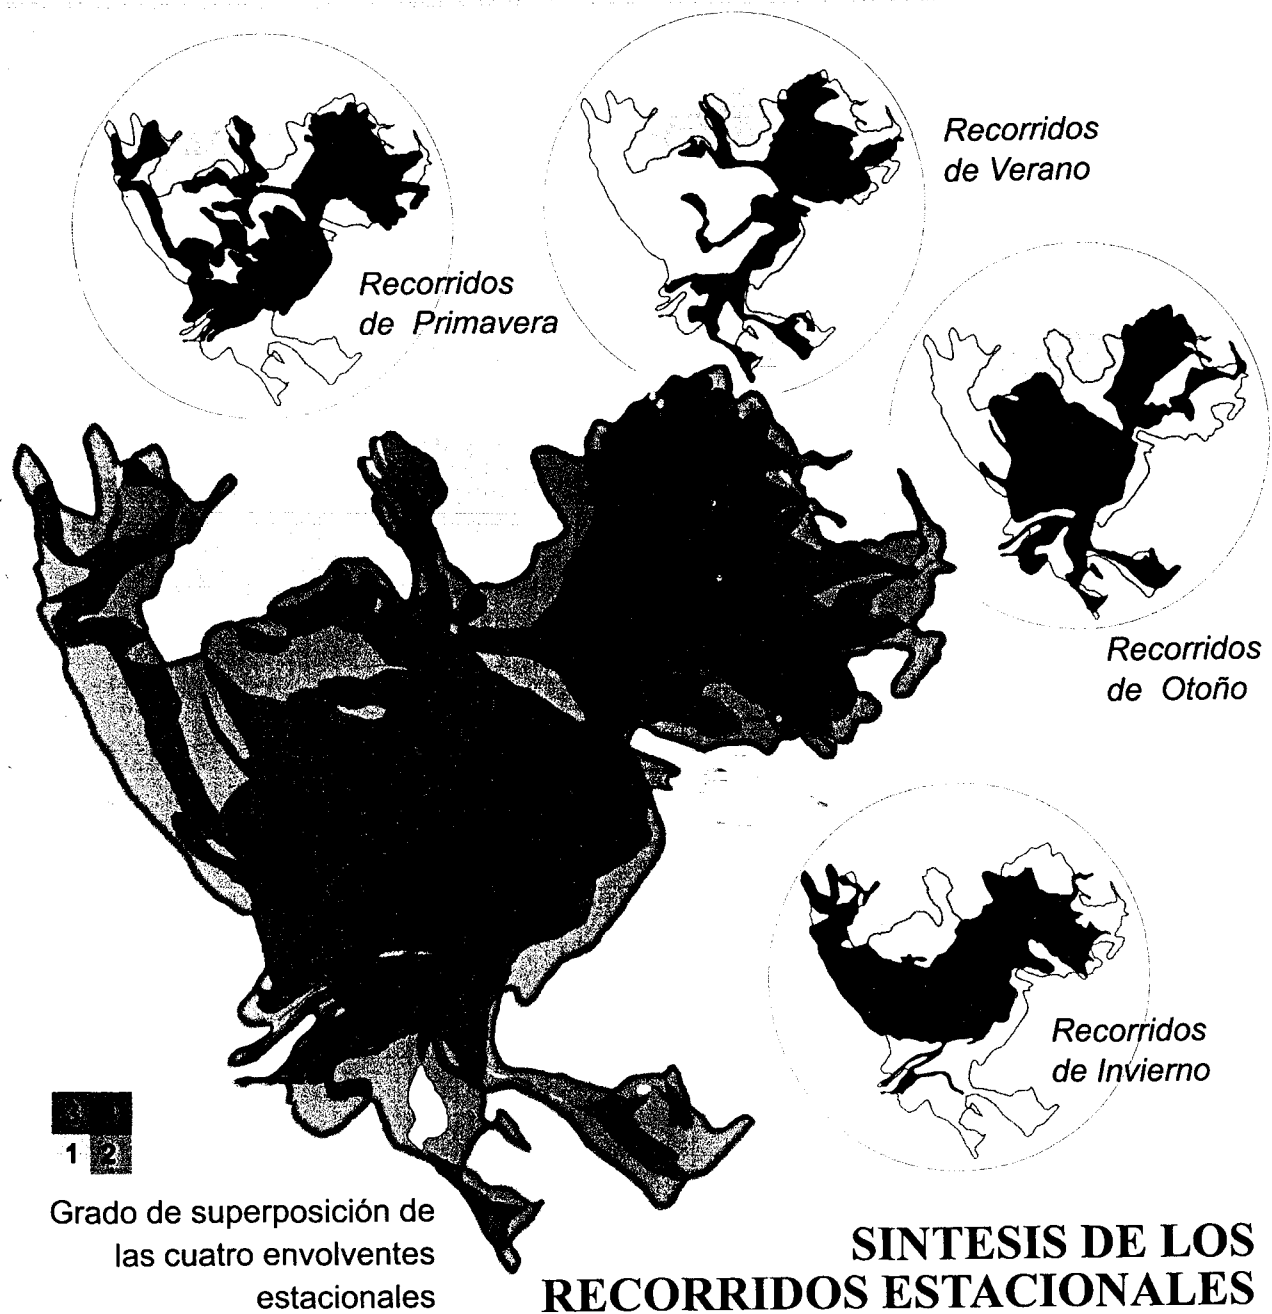 Recorridos
de Verano
Recorridos
de Primavera
Recorridos
de Otoño
Recorridos
de Invierno
1 2
Grado de superposición de
las cuatro envolventes
estacionales
SINTESIS DE LOS
RECORRIDOS ESTACIONALES